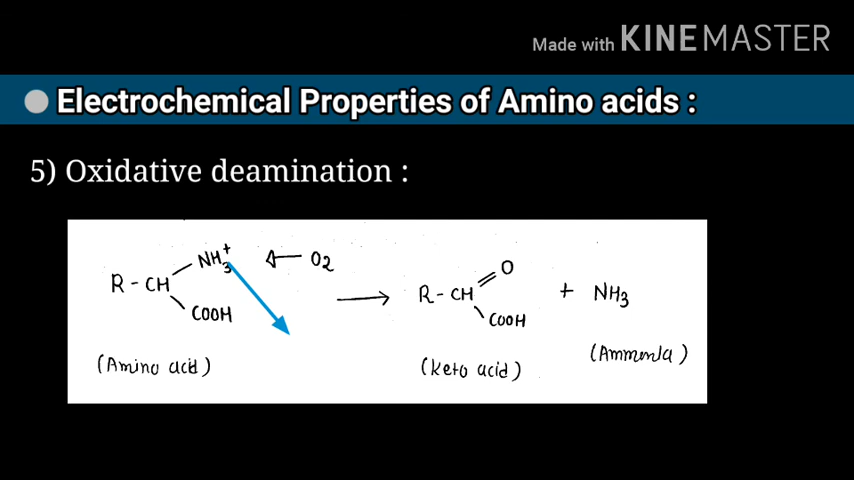 Made with KINEMASTER
Electrochemical Properties of Amino acids :
5) Oxidative deamination :
NH3+ ← O2
R - CH
COOH
(Amino acid)
→
O
R - CH
COOH
(Keto acid)
+ NH3
(Ammonia)